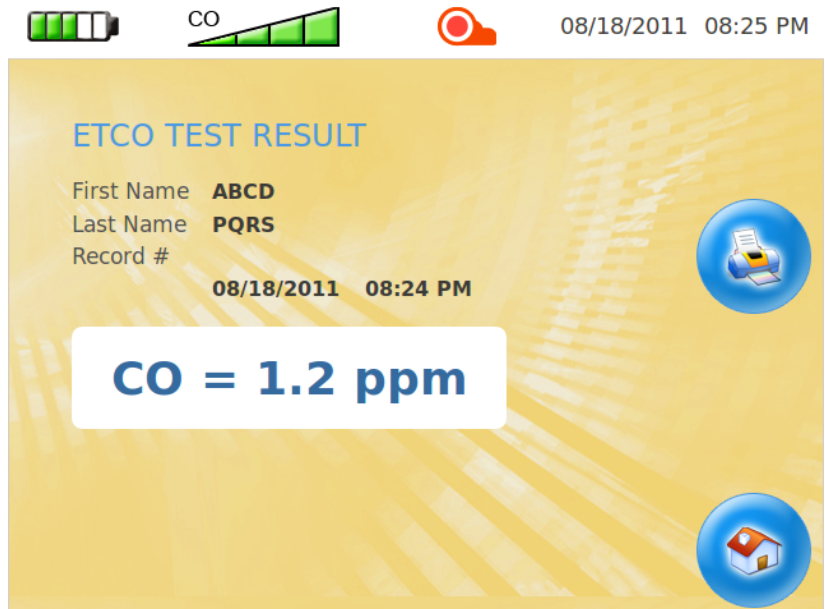 CO 08/18/2011 08:25 PM
ETCO TEST RESULT
First Name ABCD
Last Name PQRS
Record #
08/18/2011 08:24 PM
CO = 1.2 ppm